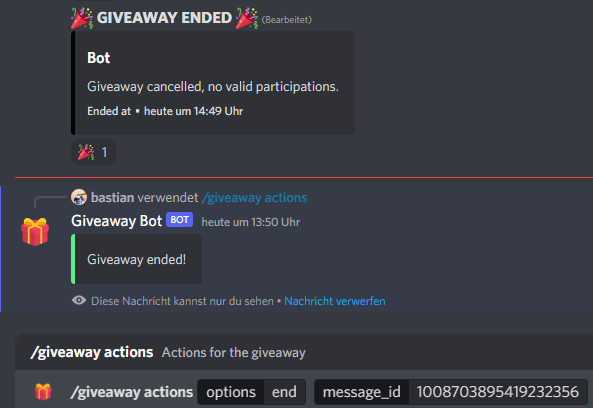 🎉 GIVEAWAY ENDED 🎉 (Bearbeitet)
Bot
Giveaway cancelled, no valid participations.
Ended at • heute um 14:49 Uhr
🎉 1
bastian verwendet /giveaway actions
Giveaway Bot BOT heute um 13:50 Uhr
Giveaway ended!
Diese Nachricht kannst nur du sehen • Nachricht verwerfen
/giveaway actions Actions for the giveaway
/giveaway actions options end message_id 1008703895419232356